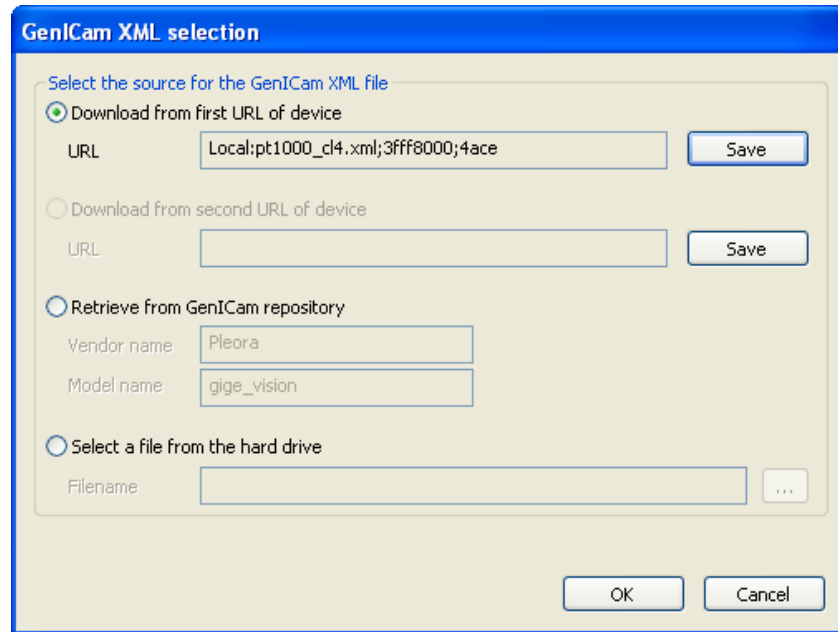 GenICam XML selection
Select the source for the GenICam XML file
Download from first URL of device
URL Local:pt1000_cl4.xml;3fff8000;4ace Save
Download from second URL of device
URL Save
Retrieve from GenICam repository
Vendor name Pleora
Model name gige_vision
Select a file from the hard drive
Filename ...
OK Cancel